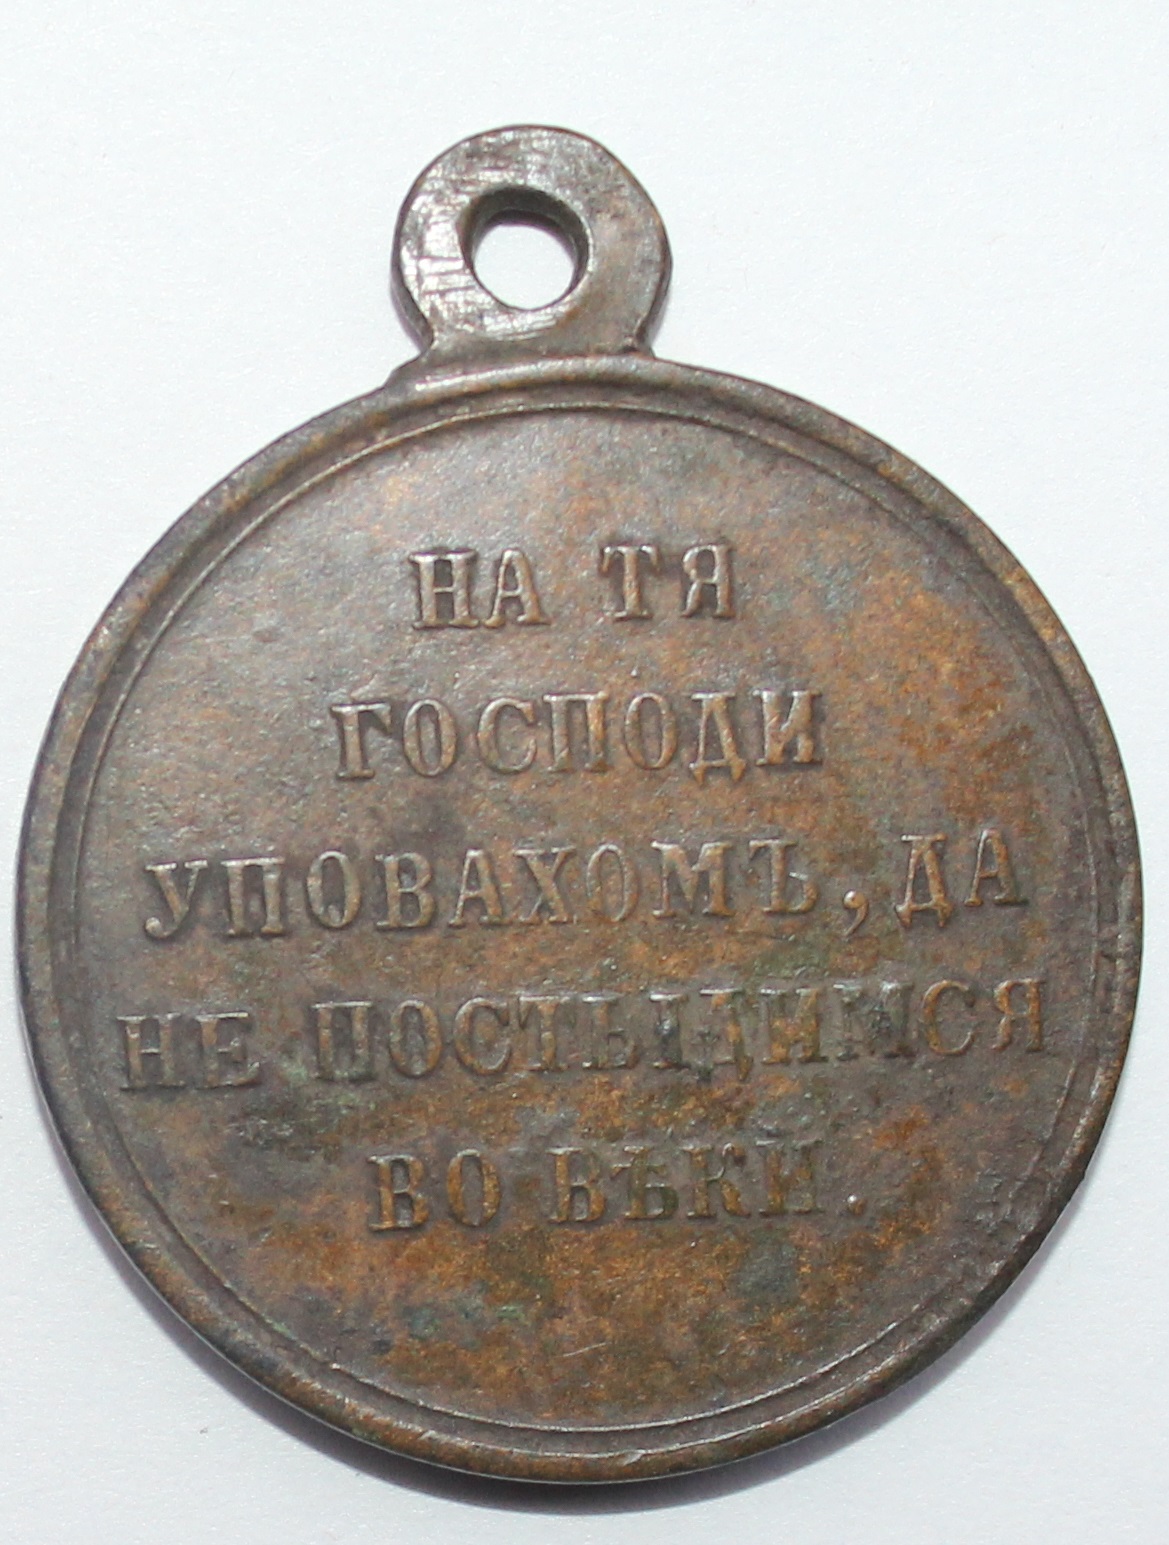 НА ТЯ
ГОСПОДИ
УПОВАХОМЪ, ДА
НЕ ПОСТЫДИМСЯ
ВО ВѢКИ.